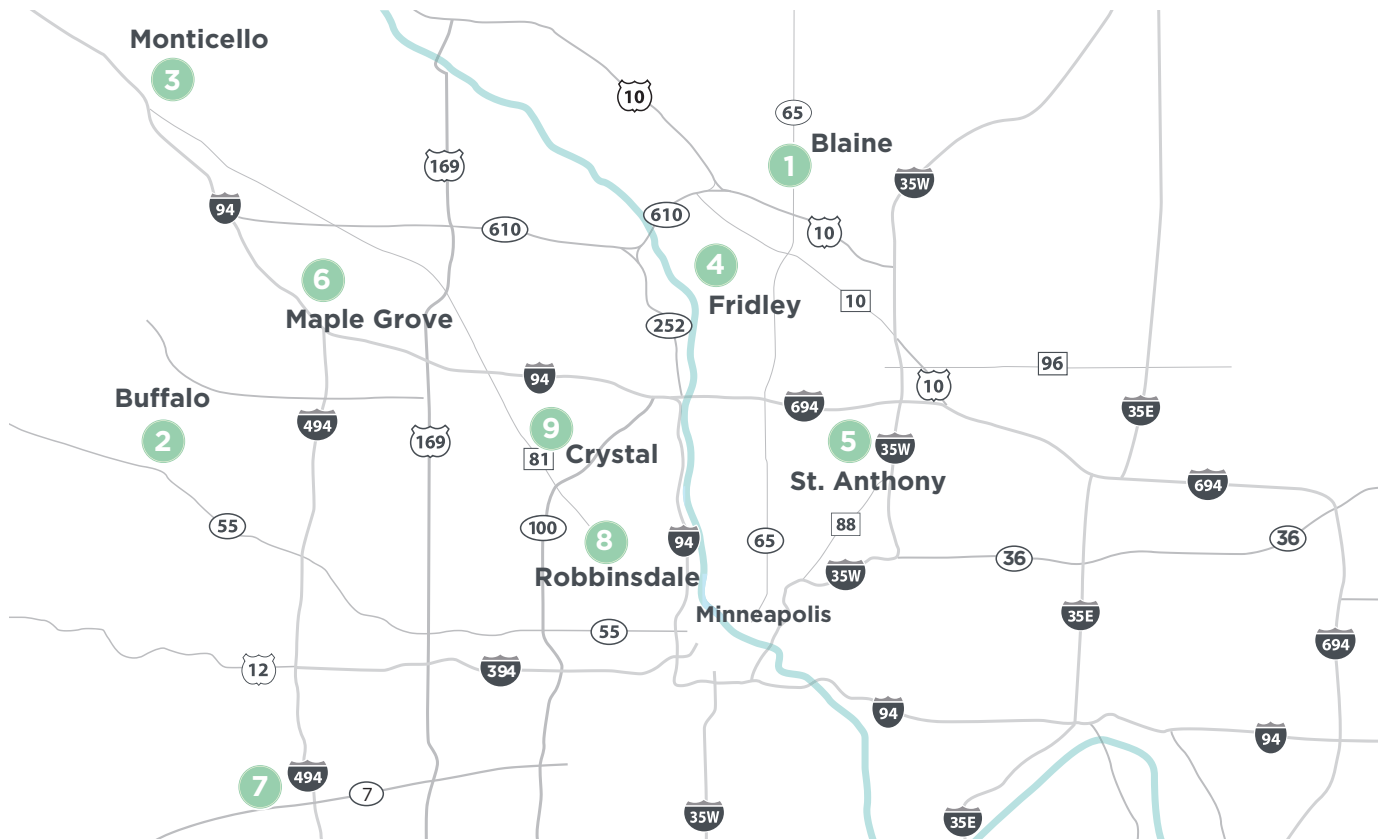 Monticello
3
10
65
Blaine
1
169
35W
94
610
610
10
4
6
Fridley
10
Maple Grove
252
96
94
10
Buffalo
694
35E
494
9
2
169
5
35W
81
Crystal
St. Anthony
694
55
100
8
94
65
88
36
36
Robbinsdale
35W
Minneapolis
35E
55
694
12
394
94
94
7
494
7
35W
35E